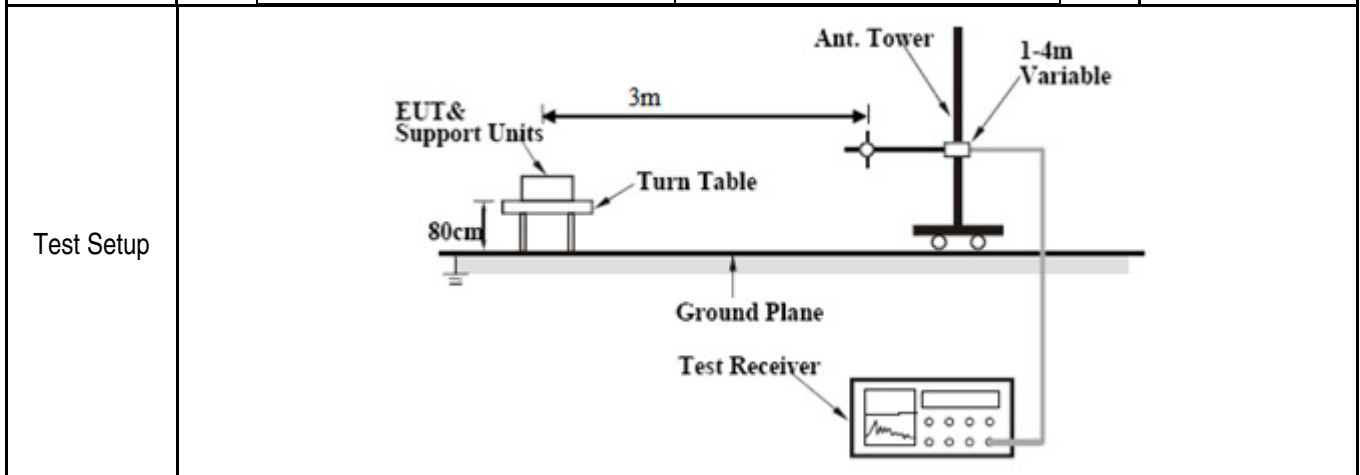 Test Setup
Ant. Tower
1-4m
Variable
3m
EUT&
Support Units
Turn Table
80cm
Ground Plane
Test Receiver